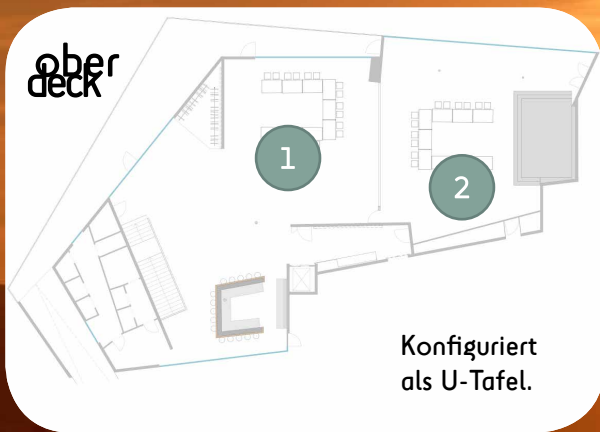 ober
deck
1
2
Konfiguriert
als U-Tafel.